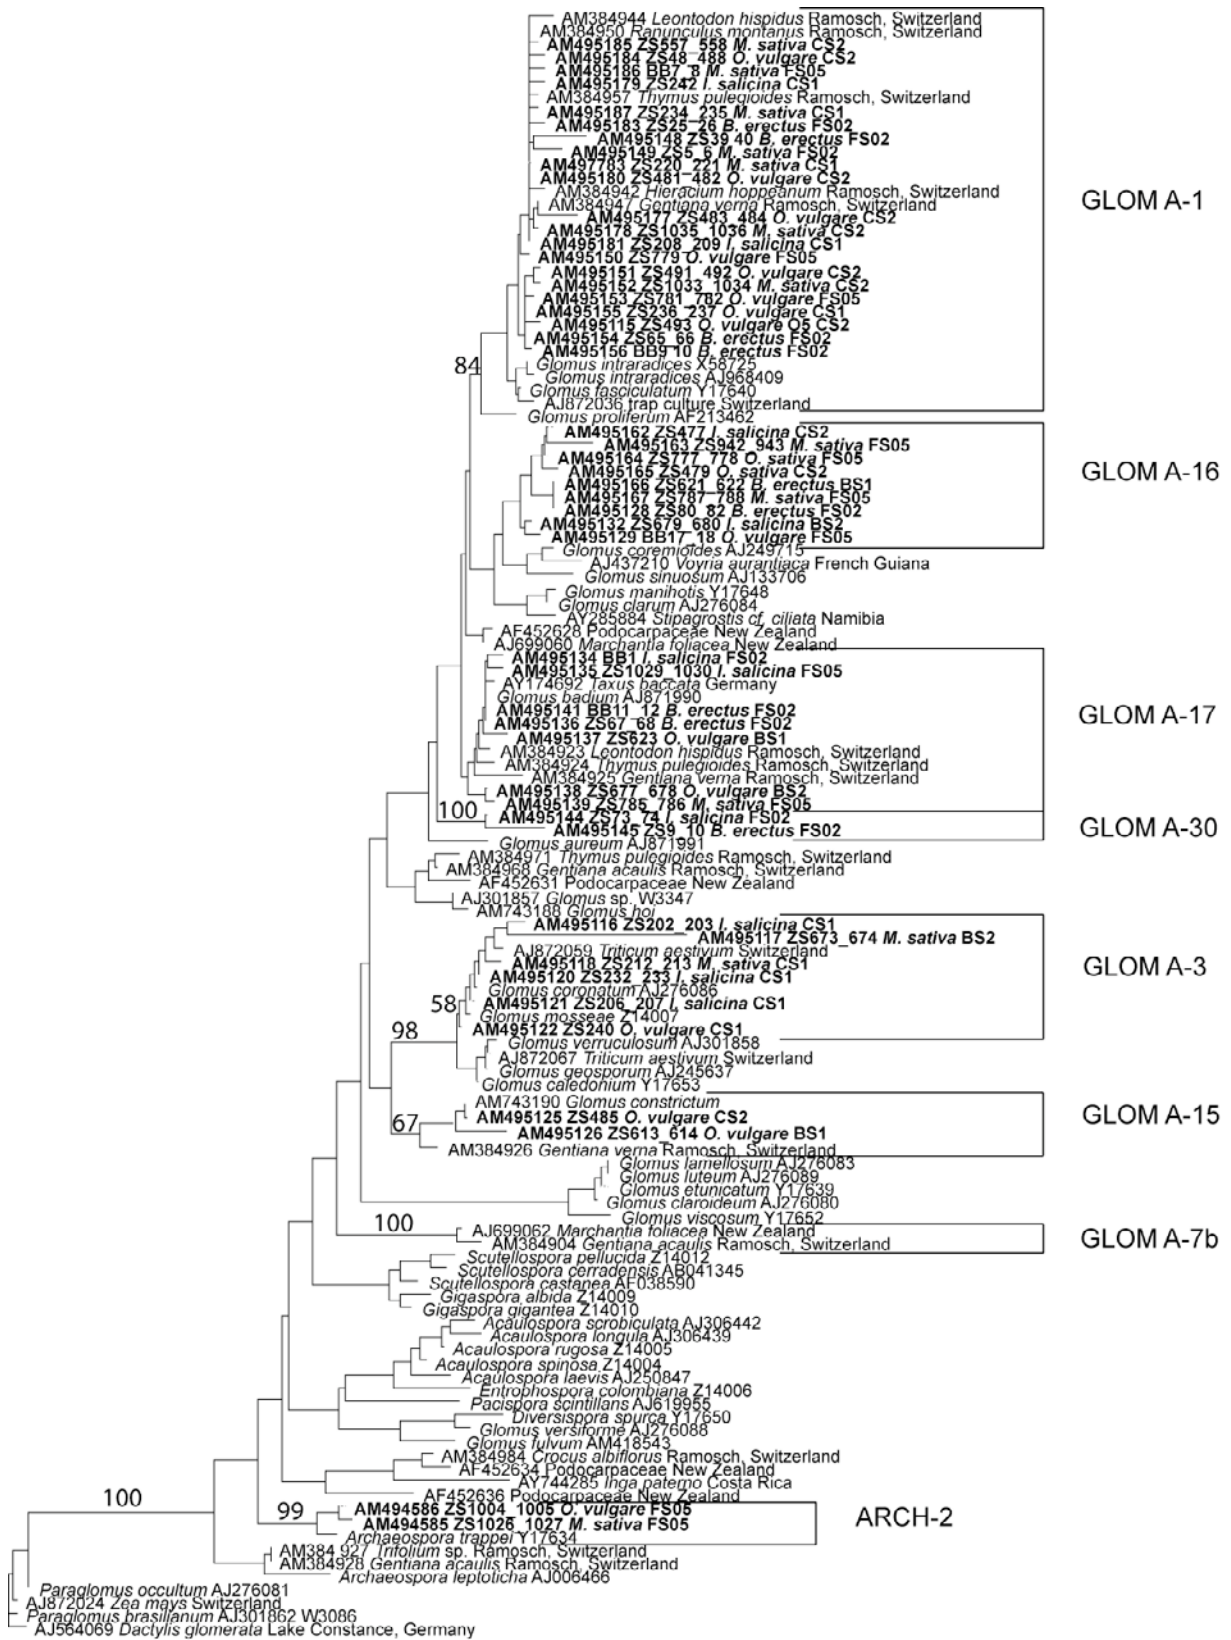 AM384944 Leontodon hispidus Ramosch, Switzerland
AM384950 Ranunculus montanus Ramosch, Switzerland
AM495185 ZS557_558 M. sativa CS2
AM495184 ZS48_488 O. vulgare CS2
AM495186 BB7_8 M. sativa FS05
AM495179 ZS242 I. salicina CS1
AM384957 Thymus pulegioides Ramosch, Switzerland
AM495187 ZS234_235 M. sativa CS1
AM495183 ZS25_26 B. erectus FS02
AM495148 ZS39 40 B. erectus FS02
AM495149 ZS5_6 M. sativa FS02
AM497783 ZS220_221 M. sativa CS1
AM495180 ZS481_482 O. vulgare CS2
AM384942 Hieracium hoppeanum Ramosch, Switzerland
GLOM A-1
AM384947 Gentiana verna Ramosch, Switzerland
AM495177 ZS483_484 O. vulgare CS2
AM495178 ZS1035_1036 M. sativa CS2
AM495181 ZS208_209 I. salicina CS1
AM495150 ZS779 O. vulgare FS05
AM495151 ZS491_492 O. vulgare CS2
AM495152 ZS1033_1034 M. sativa CS2
AM495153 ZS781_782 O. vulgare FS05
AM495155 ZS236_237 O. vulgare CS1
AM495115 ZS493 O. vulgare O5 CS2
AM495154 ZS65_66 B. erectus FS02
AM495156 BB9 10 B. erectus FS02
Glomus intraradices X58725
84
Glomus intraradices AJ968409
Glomus fasciculatum Y17640
AJ872036 trap culture Switzerland
Glomus proliferum AF213462
AM495162 ZS477 I. salicina CS2
AM495163 ZS942_943 M. sativa FS05
AM495164 ZS777_778 O. sativa FS05
AM495165 ZS479 O. sativa CS2
GLOM A-16
AM495166 ZS621_622 B. erectus BS1
AM495167 ZS787_788 M. sativa FS05
AM495128 ZS80_82 B. erectus FS02
AM495132 ZS679_680 I. salicina BS2
AM495129 BB17_18 O. vulgare FS05
Glomus coremioides AJ249715
AJ437210 Voyria aurantiaca French Guiana
Glomus sinuosum AJ133706
Glomus manihotis Y17648
Glomus clarum AJ276084
AY285884 Stipagrostis cf. ciliata Namibia
AF452628 Podocarpaceae New Zealand
AJ699060 Marchantia foliacea New Zealand
AM495134 BB1 I. salicina FS02
AM495135 ZS1029_1030 I. salicina FS05
AY174692 Taxus baccata Germany
Glomus badium AJ871990
AM495141 BB11_12 B. erectus FS02
GLOM A-17
AM495136 ZS67_68 B. erectus FS02
AM495137 ZS623 O. vulgare BS1
AM384923 Leontodon hispidus Ramosch, Switzerland
AM384924 Thymus pulegioides Ramosch, Switzerland
AM384925 Gentiana verna Ramosch, Switzerland
AM495138 ZS677_678 O. vulgare BS2
AM495139 ZS785_786 M. sativa FS05
100
AM495144 ZS73_74 I. salicina FS02
AM495145 ZS9_10 B. erectus FS02
GLOM A-30
Glomus aureum AJ871991
AM384971 Thymus pulegioides Ramosch, Switzerland
AM384968 Gentiana acaulis Ramosch, Switzerland
AF452631 Podocarpaceae New Zealand
AJ301857 Glomus sp. W3347
AM743188 Glomus hoi
AM495116 ZS202_203 I. salicina CS1
AM495117 ZS673_674 M. sativa BS2
AJ872059 Triticum aestivum Switzerland
AM495118 ZS212_213 M. sativa CS1
GLOM A-3
AM495120 ZS232_233 I. salicina CS1
Glomus coronatum AJ276086
58
AM495121 ZS206_207 I. salicina CS1
Glomus mosseae Z14007
98
AM495122 ZS240 O. vulgare CS1
Glomus verruculosum AJ301858
AJ872067 Triticum aestivum Switzerland
Glomus geosporum AJ245637
Glomus caledonium Y17653
AM743190 Glomus constrictum
GLOM A-15
AM495125 ZS485 O. vulgare CS2
67
AM495126 ZS613_614 O. vulgare BS1
AM384926 Gentiana verna Ramosch, Switzerland
Glomus lamellosum AJ276083
Glomus luteum AJ276089
Glomus etunicatum Y17639
Glomus claroideum AJ276080
Glomus viscosum Y17652
100
AJ699062 Marchantia foliacea New Zealand
AM384904 Gentiana acaulis Ramosch, Switzerland
GLOM A-7b
Scutellospora pellucida Z14012
Scutellospora cerradensis AB041345
Scutellospora castanea AF038590
Gigaspora albida Z14009
Gigaspora gigantea Z14010
Acaulospora scrobiculata AJ306442
Acaulospora longula AJ306439
Acaulospora rugosa Z14005
Acaulospora spinosa Z14004
Acaulospora laevis AJ250847
Entrophospora colombiana Z14006
Pacispora scintillans AJ619955
Diversispora spurca Y17650
Glomus versiforme AJ276088
Glomus fulvum AM418543
AM384984 Crocus albiflorus Ramosch, Switzerland
AF452634 Podocarpaceae New Zealand
AY744285 Inga paterno Costa Rica
AF452636 Podocarpaceae New Zealand
100
99
AM494586 ZS1004_1005 O. vulgare FS05
ARCH-2
AM494585 ZS1026_1027 M. sativa FS05
Archaeospora trappei Y17634
AM384 927 Trifolium sp. Ramosch, Switzerland
AM384928 Gentiana acaulis Ramosch, Switzerland
Archaeospora leptoticha AJ006466
Paraglomus occultum AJ276081
AJ872024 Zea mays Switzerland
Paraglomus brasilianum AJ301862 W3086
AJ564069 Dactylis glomerata Lake Constance, Germany